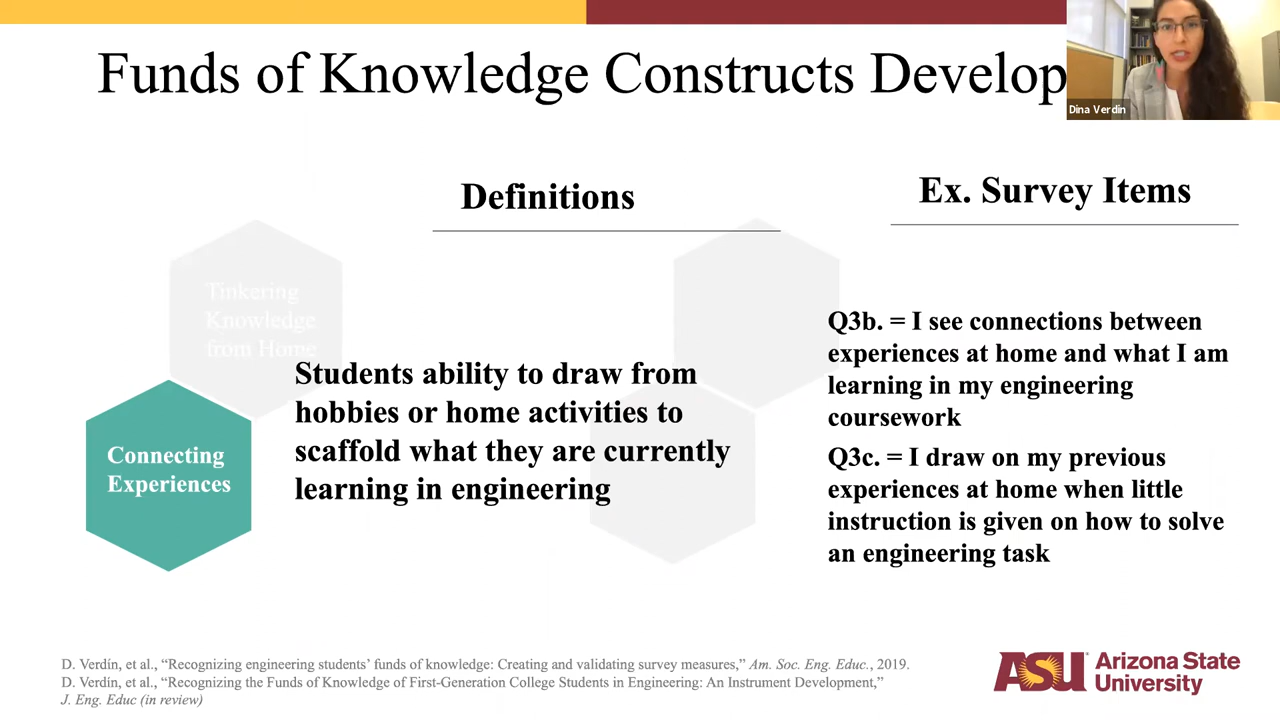 Funds of Knowledge Constructs Develop
Dina Verdín
Definitions
Ex. Survey Items
Tinkering
Knowledge
from Home
Connecting
Experiences
Students ability to draw from
hobbies or home activities to
scaffold what they are currently
learning in engineering
Q3b. = I see connections between
experiences at home and what I am
learning in my engineering
coursework
Q3c. = I draw on my previous
experiences at home when little
instruction is given on how to solve
an engineering task
D. Verdín, et al., “Recognizing engineering students’ funds of knowledge: Creating and validating survey measures,” Am. Soc. Eng. Educ., 2019.
D. Verdín, et al., “Recognizing the Funds of Knowledge of First-Generation College Students in Engineering: An Instrument Development,”
J. Eng. Educ (in review)
ASU Arizona State
University